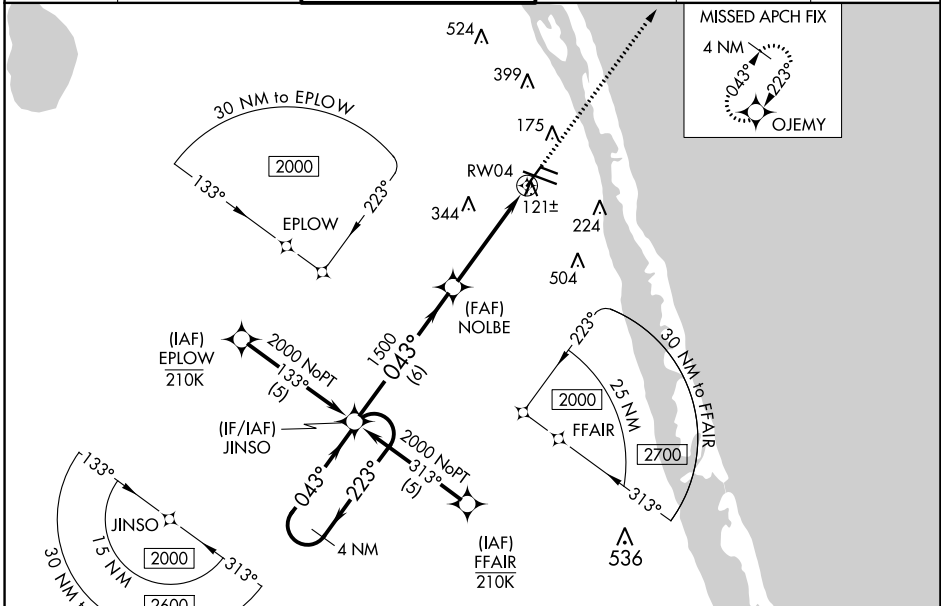 MISSED APCH FIX
4 NM
043°
223°
OJEMY
524
399
175
RW04
121±
344
224
504
30 NM to EPLOW
2000
133°
223°
EPLOW
(FAF)
NOLBE
1500
043°
(6)
(IAF)
EPLOW
210K
2000 NoPT
133°
(5)
(IF/IAF)
JINSO
2000 NoPT
313°
(5)
043°
223°
4 NM
(IAF)
FFAIR
210K
223°
30 NM to FFAIR
2000
25 NM
FFAIR
2700
313°
536
133°
JINSO
15 NM
2000
313°
30 NM to
2600